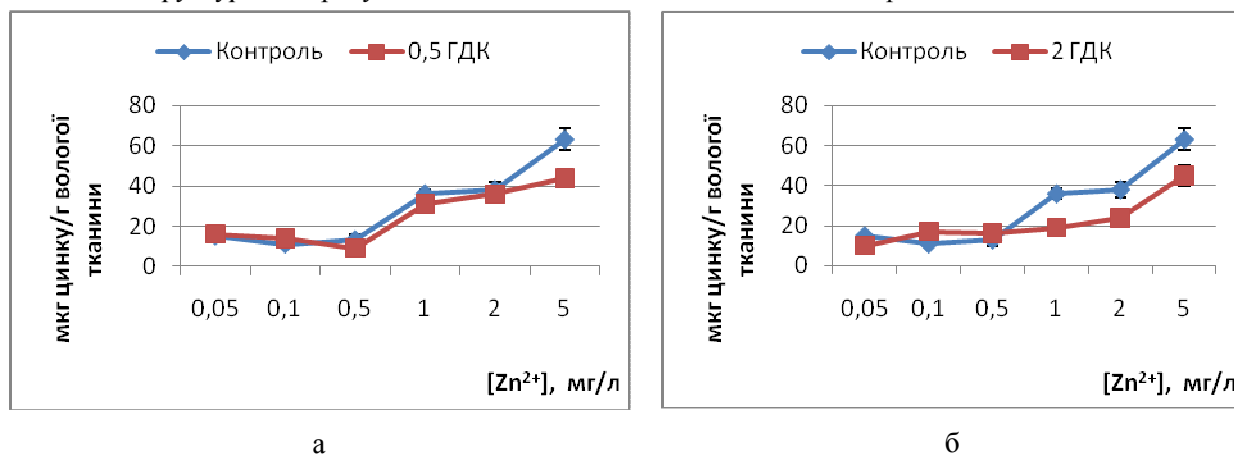 Контроль 0,5 ГДК
мкг цинку/г вологої
тканини
80
60
40
20
0
0,05 0,1 0,5 1 2 5
[Zn²⁺], мг/л
а
Контроль 2 ГДК
мкг цинку/г вологої
тканини
80
60
40
20
0
0,05 0,1 0,5 1 2 5
[Zn²⁺], мг/л
б